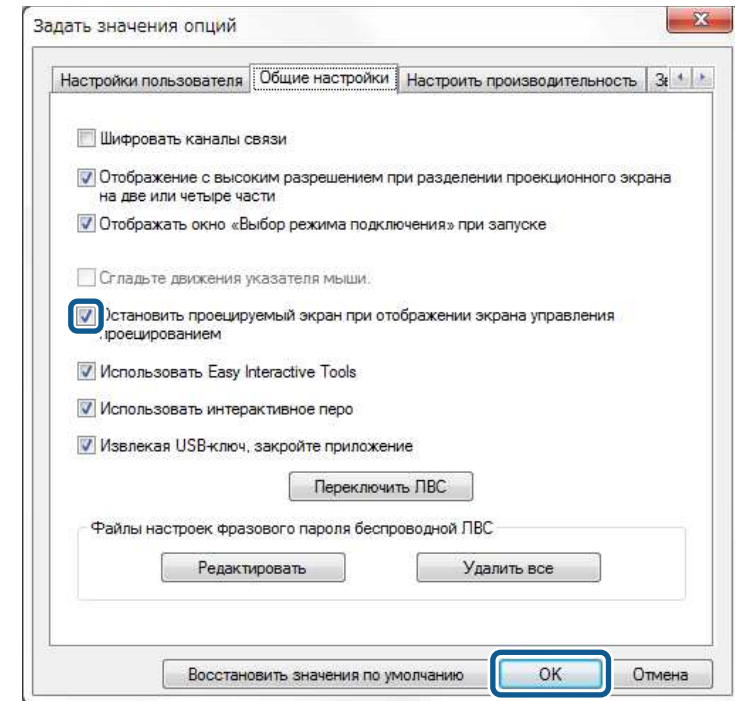 Задать значения опций
Настройки пользователя Общие настройки Настроить производительность
Шифровать каналы связи
Отображение с высоким разрешением при разделении проекционного экрана
на две или четыре части
Отображать окно «Выбор режима подключения» при запуске
Сгладьте движения указателя мыши.
Остановить проецируемый экран при отображении экрана управления
проецированием
Использовать Easy Interactive Tools
Использовать интерактивное перо
Извлекая USB-ключ, закройте приложение
Переключить ЛВС
Файлы настроек фразового пароля беспроводной ЛВС
Редактировать Удалить все
Восстановить значения по умолчанию OK Отмена